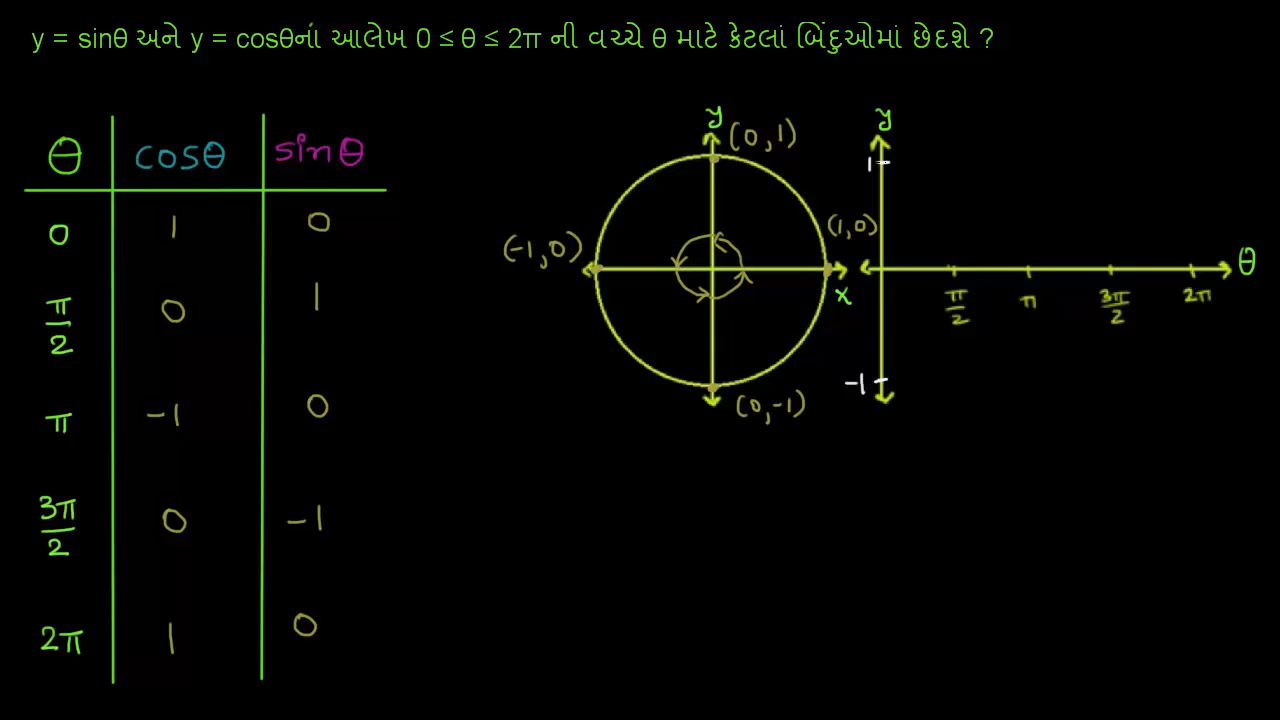 y = sinθ અને y = cosθનાં આલેખ 0 ≤ θ ≤ 2π ની વચ્ચે θ માટે કેટલાં બિંદુઓમાં છેદશે ?
θ cosθ sinθ
0 1 0
π/2 0 1
π -1 0
3π/2 0 -1
2π 1 0
y
(0,1)
(-1,0)
(1,0)
x
(0,-1)
y
1
θ
π/2 π 3π/2 2π
-1